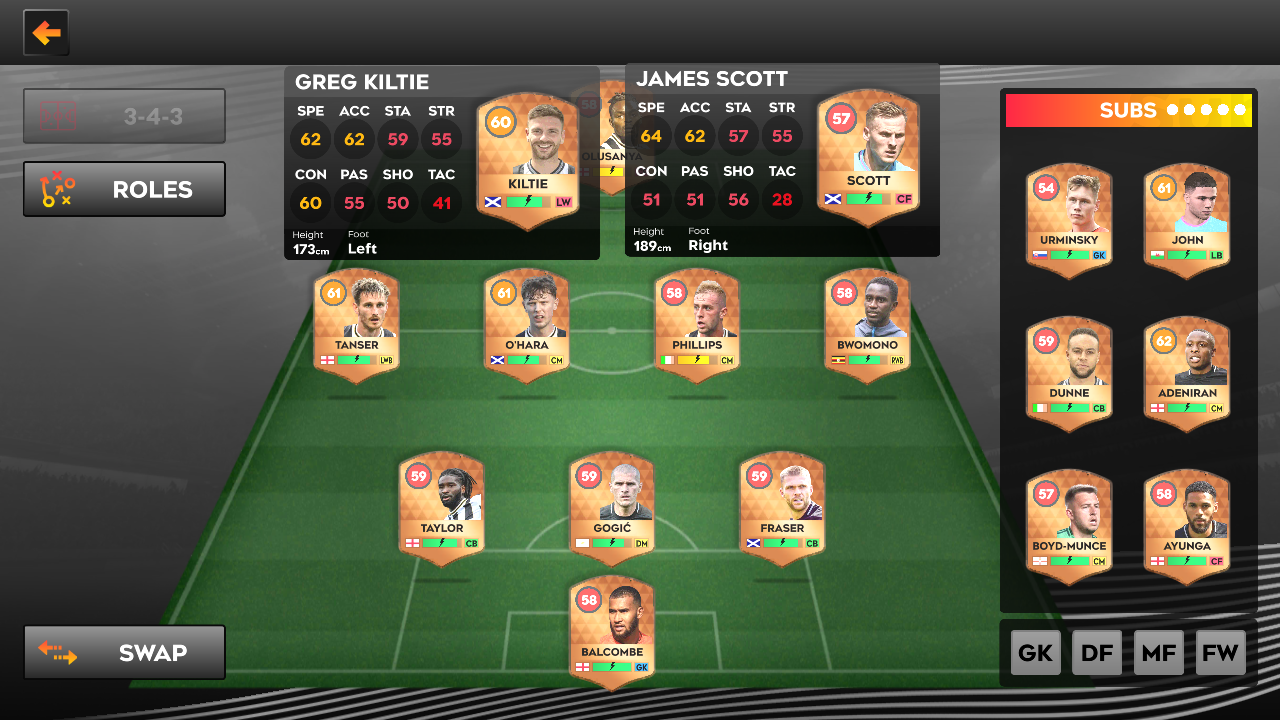 3-4-3
ROLES
SWAP
GREG KILTIE
SPE ACC STA STR
62 62 59 55
CON PAS SHO TAC
60 55 50 41
Height Foot
173cm Left
60
KILTIE
LW
58
OLUSANYA
JAMES SCOTT
SPE ACC STA STR
64 62 57 55
CON PAS SHO TAC
51 51 56 28
Height Foot
189cm Right
57
SCOTT
CF
61
TANSER
LWB
61
O'HARA
CM
58
PHILLIPS
CM
58
BWOMONO
RWB
59
TAYLOR
CB
59
GOGIĆ
DM
59
FRASER
CB
58
BALCOMBE
GK
SUBS
54
URMINSKY
GK
61
JOHN
LB
59
DUNNE
CB
62
ADENIRAN
CM
57
BOYD-MUNCE
CM
58
AYUNGA
CF
GK DF MF FW